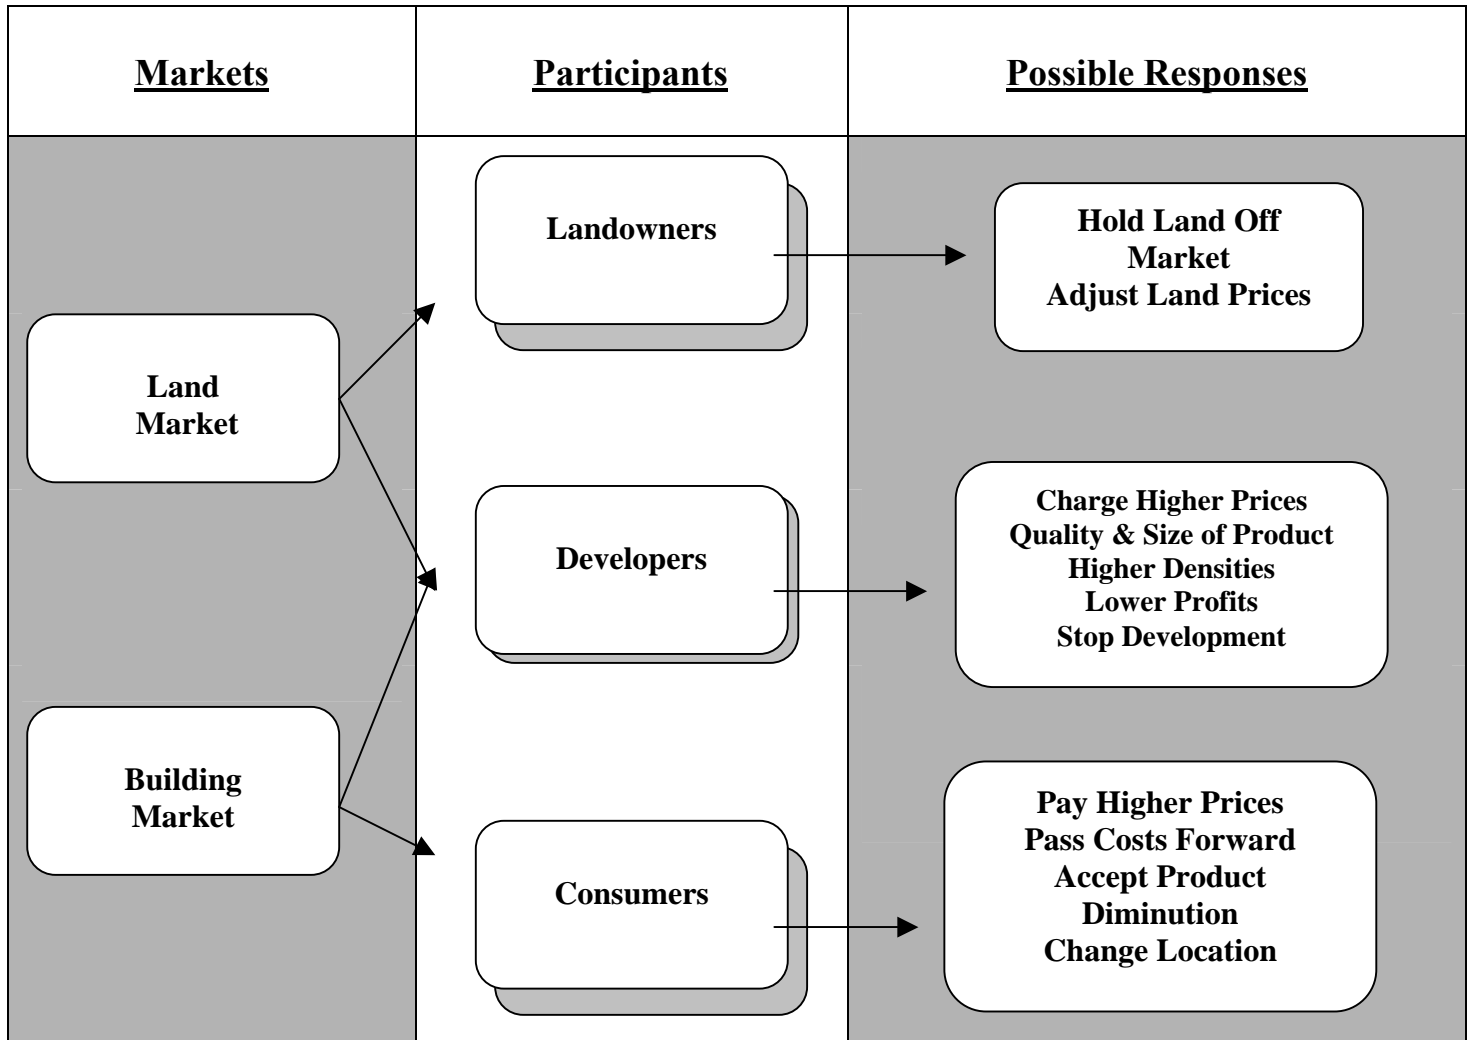 Markets
Participants
Possible Responses
Landowners
Hold Land Off
Market
Adjust Land Prices
Land
Market
Developers
Charge Higher Prices
Quality & Size of Product
Higher Densities
Lower Profits
Stop Development
Building
Market
Consumers
Pay Higher Prices
Pass Costs Forward
Accept Product
Diminution
Change Location